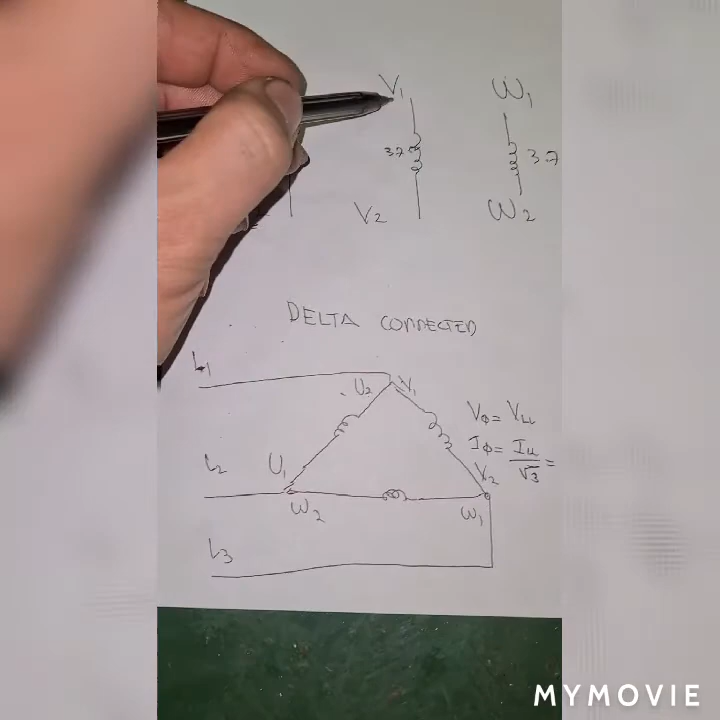 V1 W1
3.7 3.7
V2 W2
DELTA CONNECTED
L1
U2 V1
VΦ = VLL
IΦ = ILL/√3 =
L2 U1 V2
W2 W1
L3
MYMOVIE